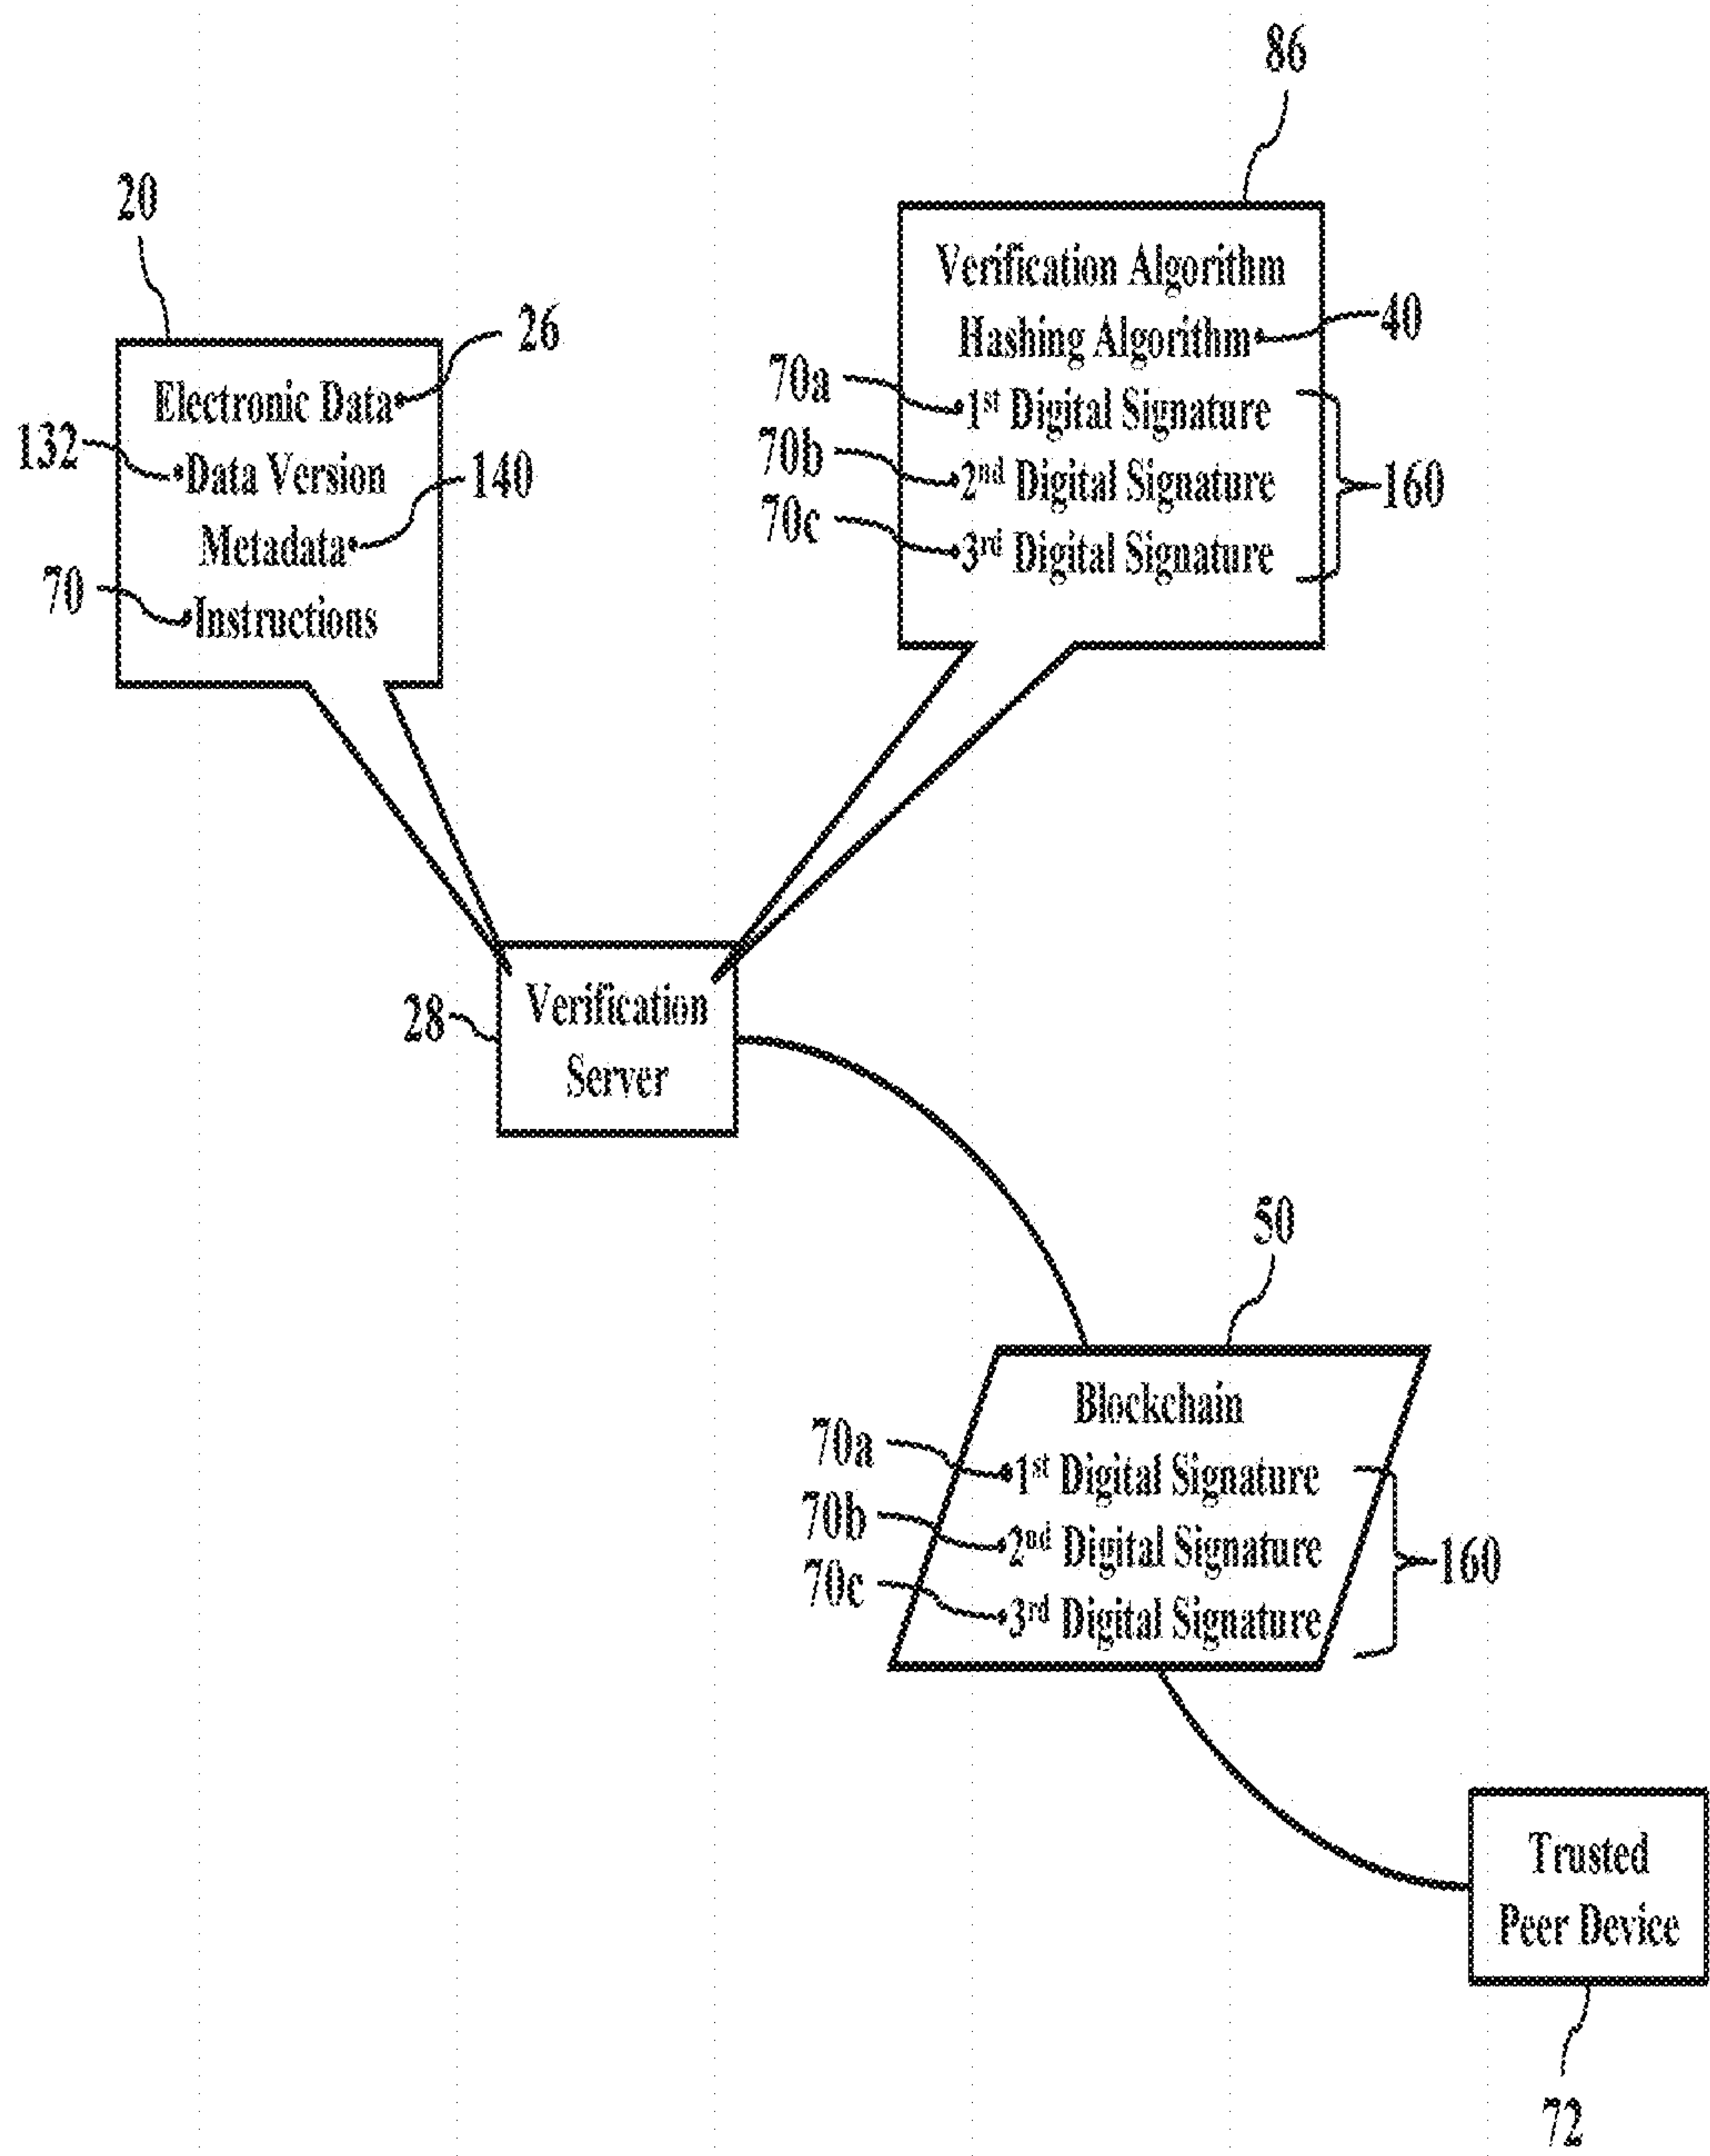 86
20
Verification Algorithm
26
Hashing Algorithm
40
70a
Electronic Data
1st Digital Signature
132
Data Version
140
70b
2nd Digital Signature
160
70c
Metadata
3rd Digital Signature
70
Instructions
28
Verification
Server
50
Blockchain
70a
1st Digital Signature
70b
2nd Digital Signature
160
70c
3rd Digital Signature
Trusted
Peer Device
72